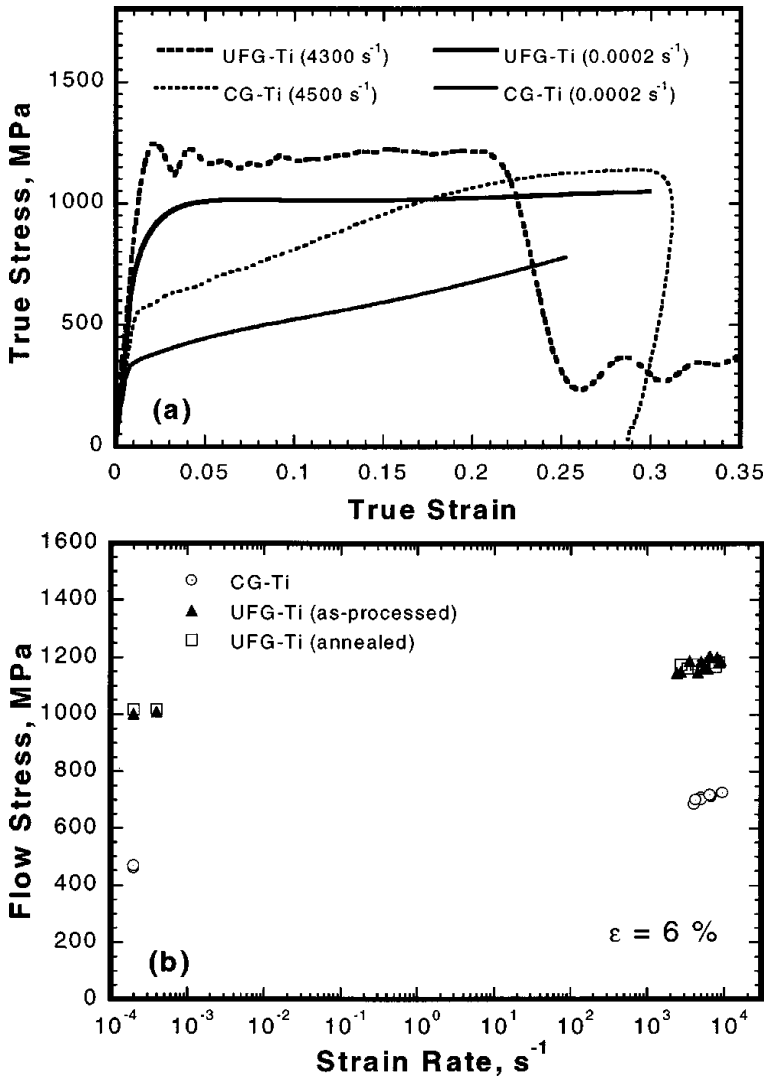 1500
1000
500
0
True Stress, MPa
UFG-Ti (4300 s⁻¹)
UFG-Ti (0.0002 s⁻¹)
CG-Ti (4500 s⁻¹)
CG-Ti (0.0002 s⁻¹)
(a)
0 0.05 0.1 0.15 0.2 0.25 0.3 0.35
True Strain
1600
1400
1200
1000
800
600
400
200
0
Flow Stress, MPa
CG-Ti
UFG-Ti (as-processed)
UFG-Ti (annealed)
ε = 6 %
(b)
10⁻⁴ 10⁻³ 10⁻² 10⁻¹ 10⁰ 10¹ 10² 10³ 10⁴
Strain Rate, s⁻¹